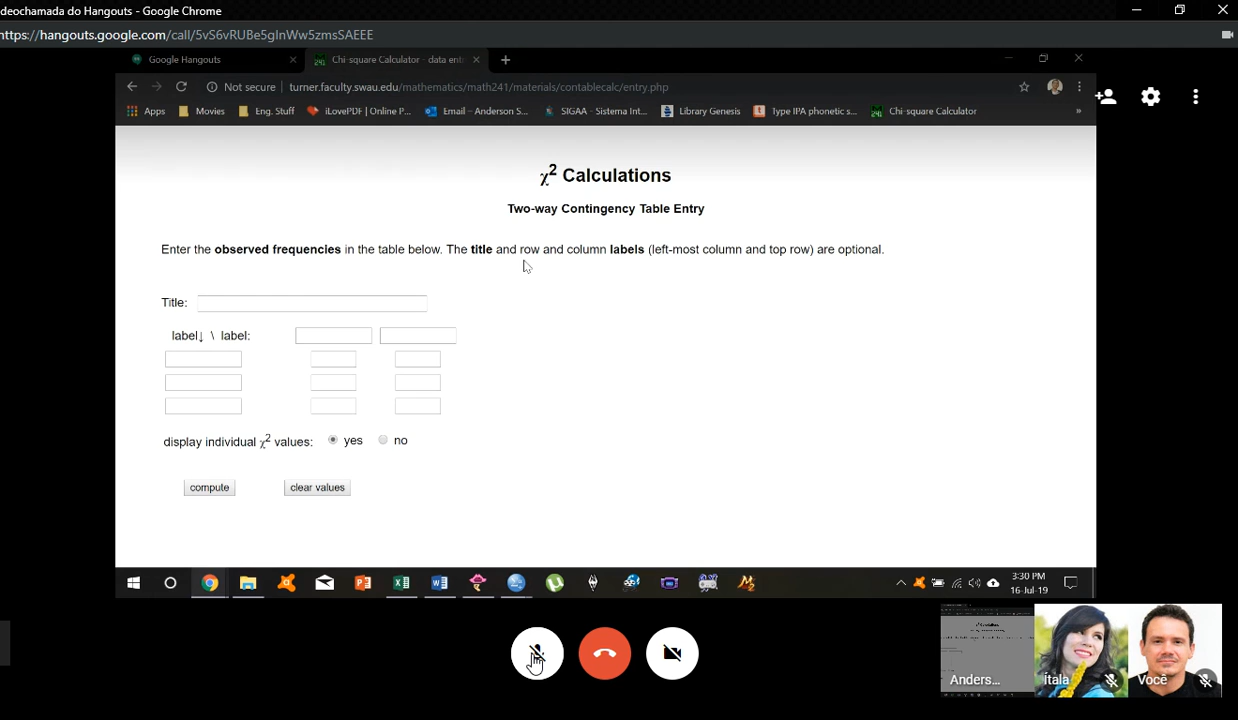 deochamada do Hangouts - Google Chrome
https://hangouts.google.com/call/5vS6vRUBe5gInWw5zmsSAEEE
Google Hangouts
Chi-square Calculator - data ent
Not secure | turner.faculty.swau.edu/mathematics/math241/materials/contablecalc/entry.php
Apps Movies Eng. Stuff iLovePDF | Online P... Email – Anderson S... SIGAA - Sistema Int... Library Genesis Type IPA phonetic s... Chi-square Calculator »
χ2 Calculations
Two-way Contingency Table Entry
Enter the observed frequencies in the table below. The title and row and column labels (left-most column and top row) are optional.
Title:
label↓ \ label:
display individual χ2 values: yes no
compute clear values
3:30 PM
16-Jul-19
Anders... Ítala Você